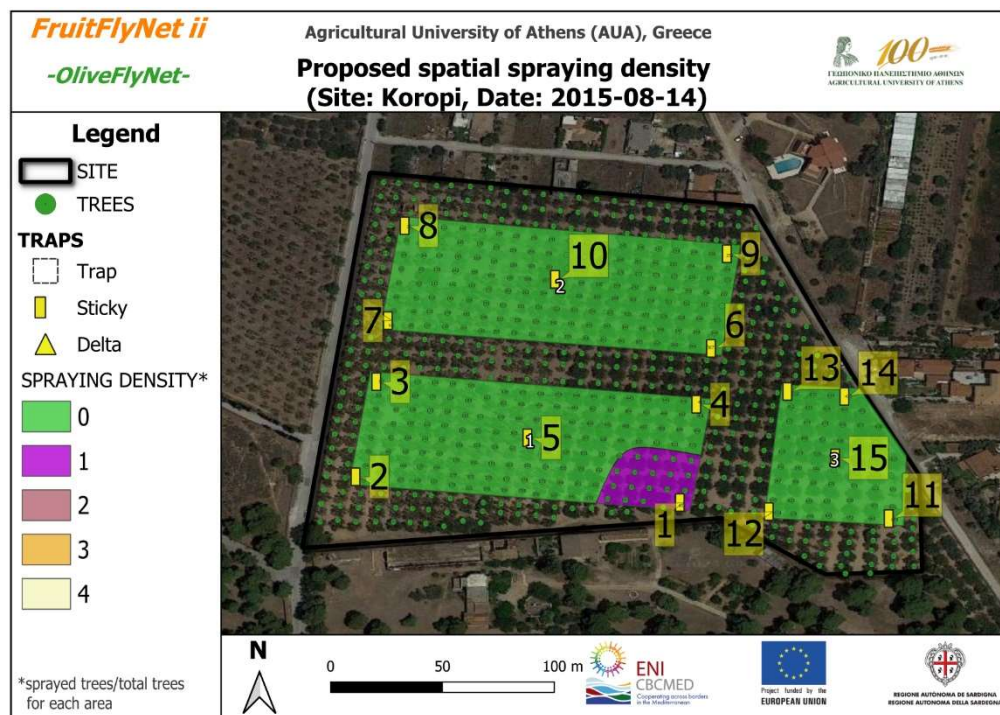 FruitFlyNet ii
-OliveFlyNet-
Agricultural University of Athens (AUA), Greece
Proposed spatial spraying density
(Site: Koropi, Date: 2015-08-14)
100
ΓΕΩΠΟΝΙΚΟ ΠΑΝΕΠΙΣΤΗΜΙΟ ΑΘΗΝΩΝ
AGRICULTURAL UNIVERSITY OF ATHENS
Legend
SITE
TREES
TRAPS
Trap
Sticky
Delta
SPRAYING DENSITY*
0
1
2
3
4
*sprayed trees/total trees
for each area
8
10
9
2
7
6
3
13
14
4
5
1
15
3
2
1
12
11
N
0 50 100 m
ENI
CBCMED
Cooperating across borders
in the Mediterranean
Project funded by the
EUROPEAN UNION
REGIONE AUTÒNOMA DE SARDIGNA
REGIONE AUTONOMA DELLA SARDEGNA